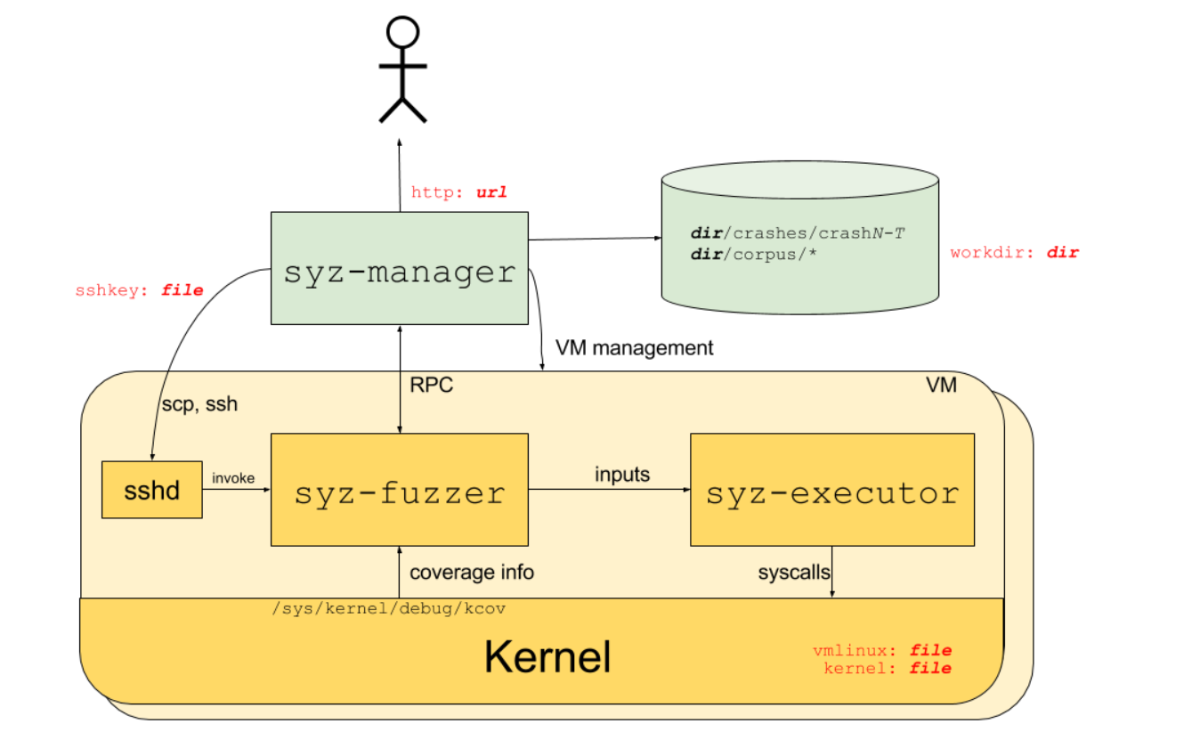 http: url
dir/crashes/crashN-T
dir/corpus/*
workdir: dir
syz-manager
sshkey: file
VM management
RPC
VM
scp, ssh
sshd
invoke
syz-fuzzer
inputs
syz-executor
coverage info
syscalls
/sys/kernel/debug/kcov
Kernel
vmlinux: file
kernel: file